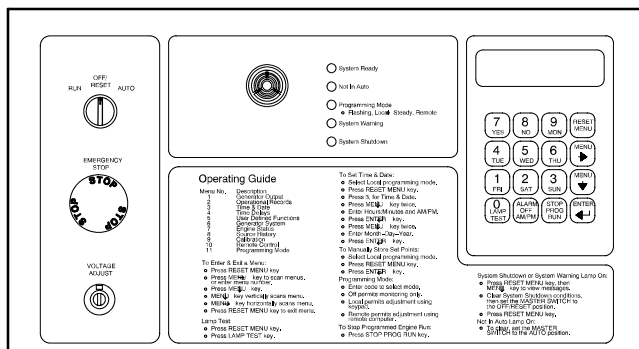 OFF/
RESET
RUN
AUTO
EMERGENCY
STOP
STOP
STOP
STOP
STOP
STOP
VOLTAGE
ADJUST
System Ready
Not In Auto
Programming Mode
Flashing, Local Steady, Remote
System Warning
System Shutdown
7 YES
8 NO
9 MON
RESET MENU
4 TUE
5 WED
6 THU
MENU
1 FRI
2 SAT
3 SUN
MENU
0 LAMP TEST
ALARM OFF AM/PM
STOP PROG RUN
ENTER
Operating Guide
Menu No. Description
1 Generator Output
2 Operational Records
3 Time & Date
4 Time Delays
5 User Defined Functions
6 Generator System
7 Engine Status
8 Source History
9 Calibration
10 Remote Control
11 Programming Mode
To Enter & Exit a Menu:
Press RESET MENU key
Press MENU key to scan menus,
or enter menu number.
Press MENU key.
MENU key vertically scans menu.
MENU key horizontally scans menu.
Press RESET MENU key to exit menu.
Lamp Test
Press RESET MENU key.
Press LAMP TEST key.
To Set Time & Date:
Select Local programming mode.
Press RESET MENU key.
Press 3, for Time & Date.
Press MENU key twice.
Enter Hours:Minutes and AM/PM.
Press ENTER key.
Press MENU key twice.
Enter Month-Day-Year.
Press ENTER key.
To Manually Store Set Points:
Select Local programming mode.
Press RESET MENU key.
Press ENTER key.
Programming Mode:
Enter code to select mode.
Off permits monitoring only.
Local permits adjustment using
keypad.
Remote permits adjustment using
remote computer.
To Stop Programmed Engine Run:
Press STOP PROG RUN key.
System Shutdown or System Warning Lamp On:
Press RESET MENU key, then
MENU key to view messages.
Clear System Shutdown conditions,
then set the MASTER SWITCH to
the OFF/RESET position.
Press RESET MENU key.
Not In Auto Lamp On:
To clear, set the MASTER
SWITCH to the AUTO position.